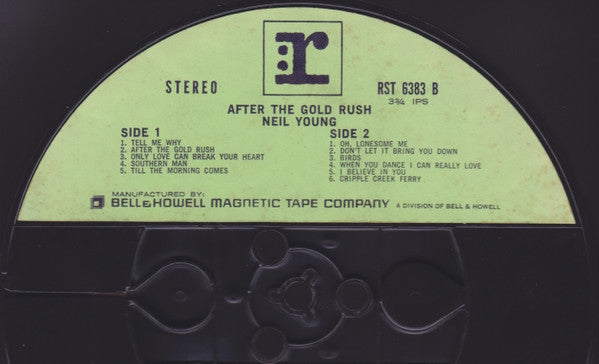 r
STEREO
RST 6383 B
3¾ IPS
AFTER THE GOLD RUSH
NEIL YOUNG
SIDE 1
1. TELL ME WHY
2. AFTER THE GOLD RUSH
3. ONLY LOVE CAN BREAK YOUR HEART
4. SOUTHERN MAN
5. TILL THE MORNING COMES
SIDE 2
1. OH, LONESOME ME
2. DON'T LET IT BRING YOU DOWN
3. BIRDS
4. WHEN YOU DANCE I CAN REALLY LOVE
5. I BELIEVE IN YOU
6. CRIPPLE CREEK FERRY
MANUFACTURED BY:
BELL & HOWELL MAGNETIC TAPE COMPANY A DIVISION OF BELL & HOWELL